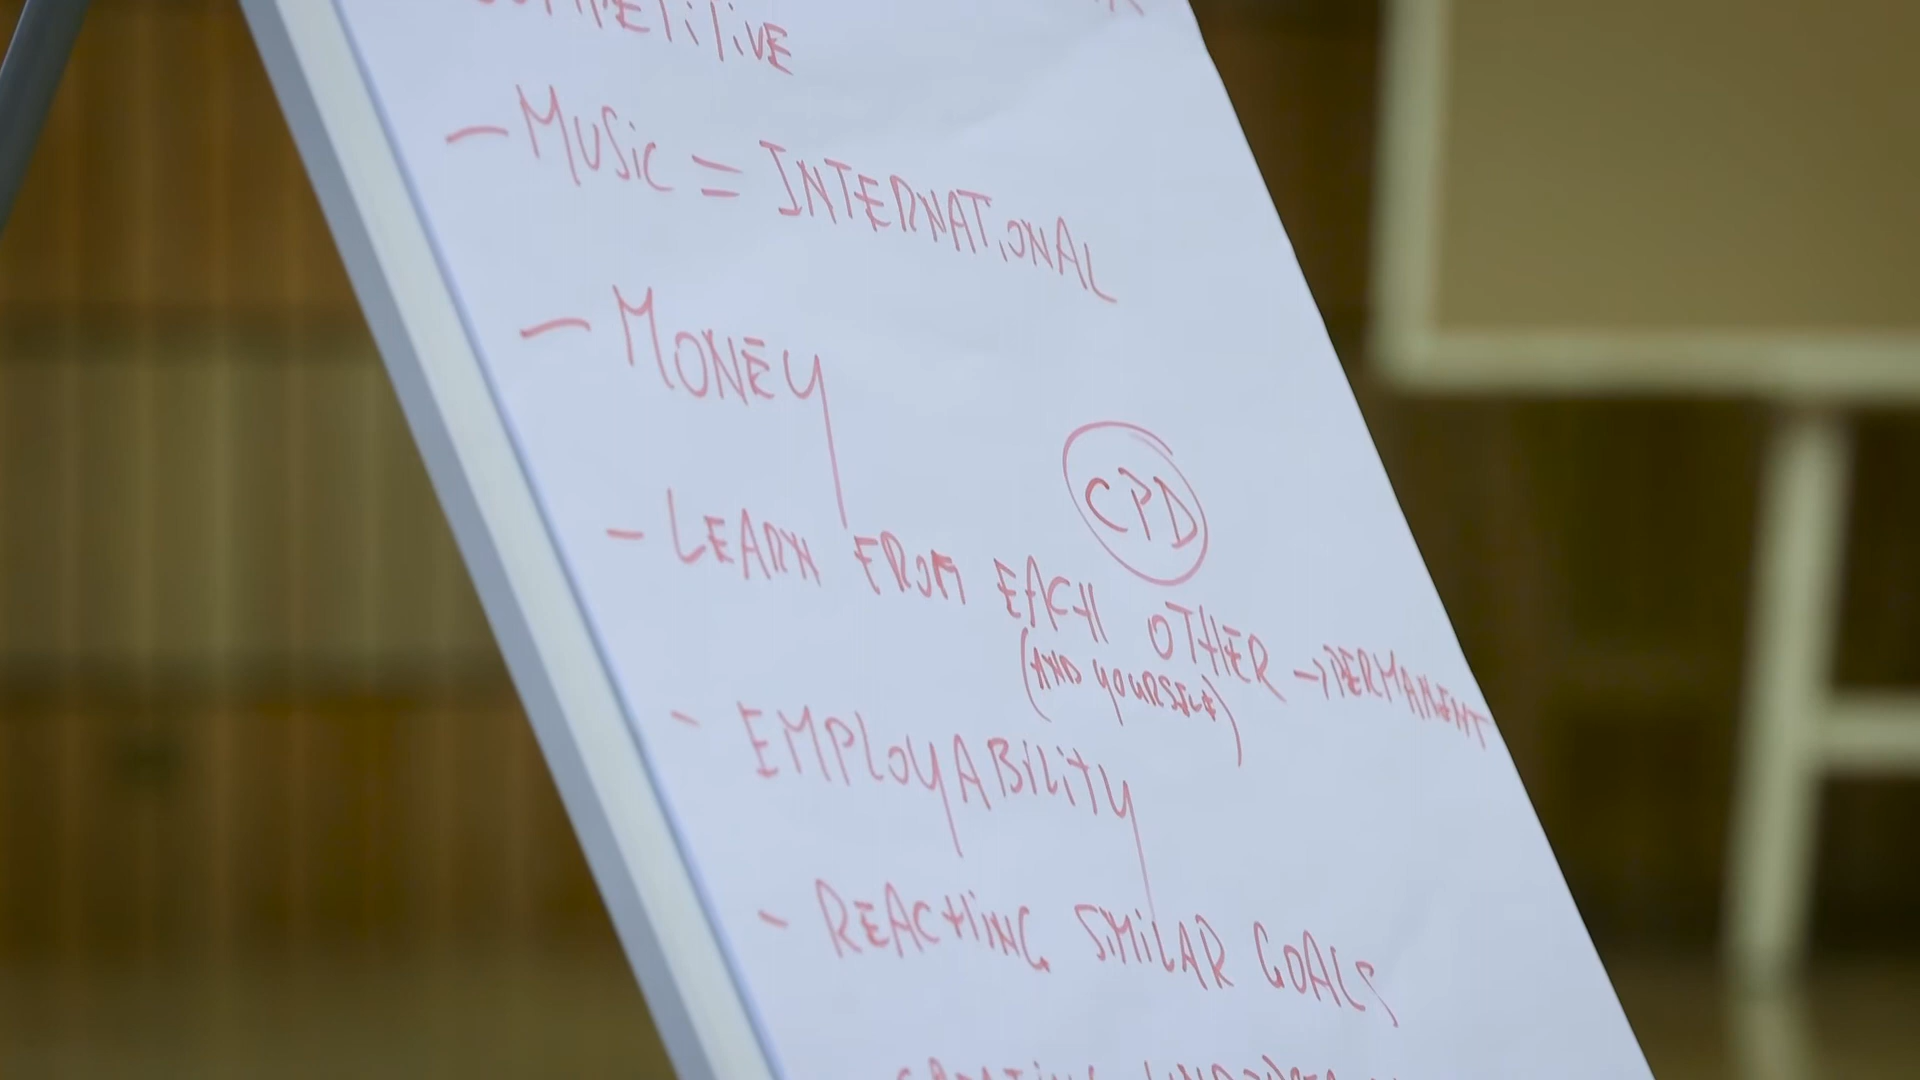 COMPETITIVE
- MUSIC = INTERNATIONAL
- MONEY
CPD
- LEARN FROM EACH OTHER → PERMANENT
(AND YOURSELF)
- EMPLOYABILITY
- REACHING SIMILAR GOALS